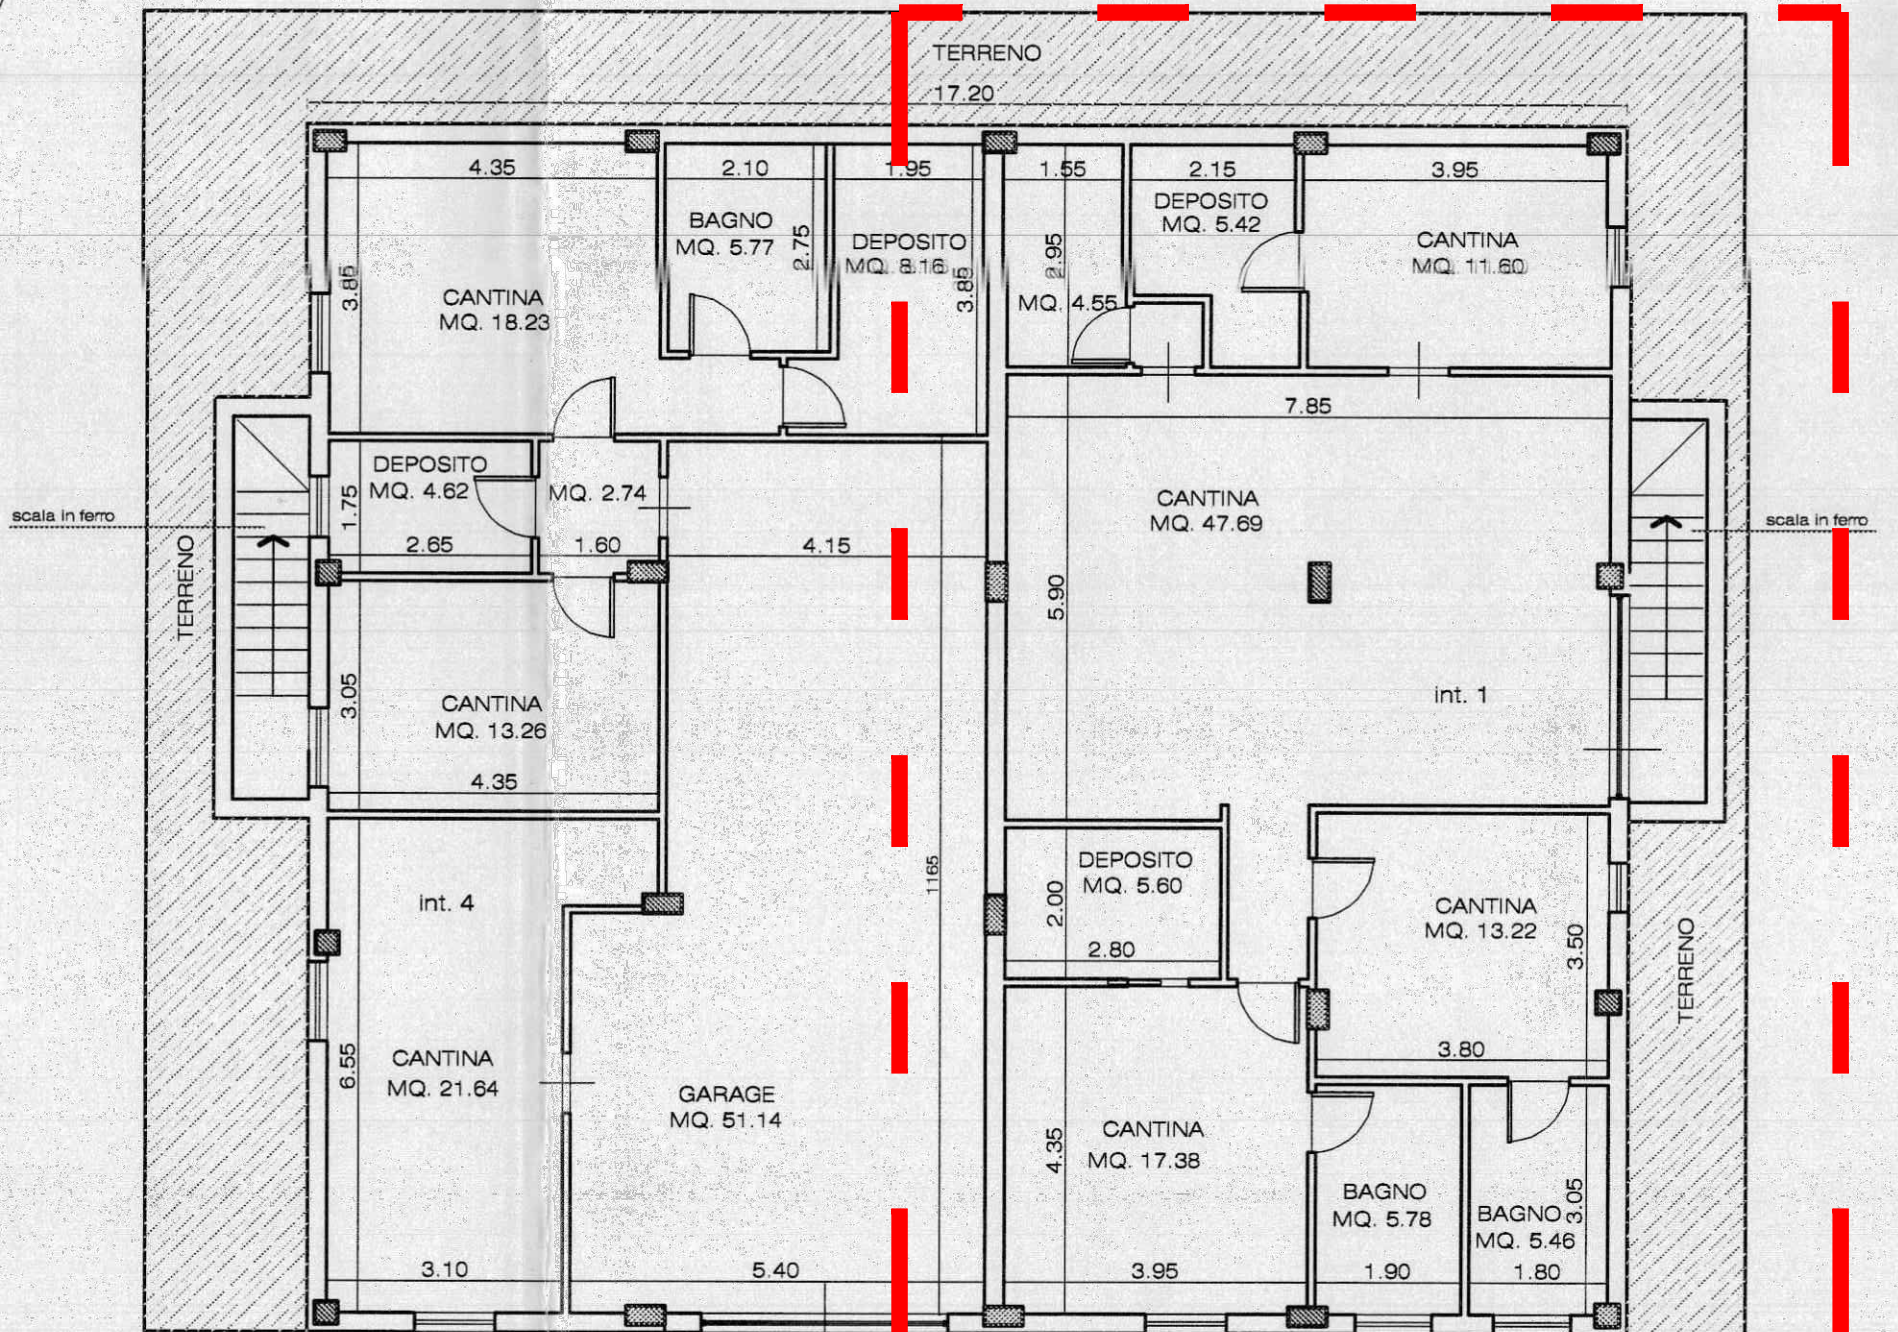 TERRENO
17.20
4.35
2.10
1.95
1.55
2.15
3.95
BAGNO
MQ. 5.77
2.75
DEPOSITO
MQ. 8.16
3.85
2.95
MQ. 4.55
DEPOSITO
MQ. 5.42
CANTINA
MQ. 11.60
3.85
CANTINA
MQ. 18.23
7.85
DEPOSITO
MQ. 4.62
1.75
2.65
MQ. 2.74
1.60
4.15
CANTINA
MQ. 47.69
scala in ferro
scala in ferro
TERRENO
5.90
int. 1
3.05
CANTINA
MQ. 13.26
4.35
1165
int. 4
DEPOSITO
MQ. 5.60
2.00
2.80
CANTINA
MQ. 13.22
3.50
TERRENO
3.80
6.55
CANTINA
MQ. 21.64
GARAGE
MQ. 51.14
4.35
CANTINA
MQ. 17.38
BAGNO
MQ. 5.78
BAGNO
MQ. 5.46
3.05
3.10
5.40
3.95
1.90
1.80